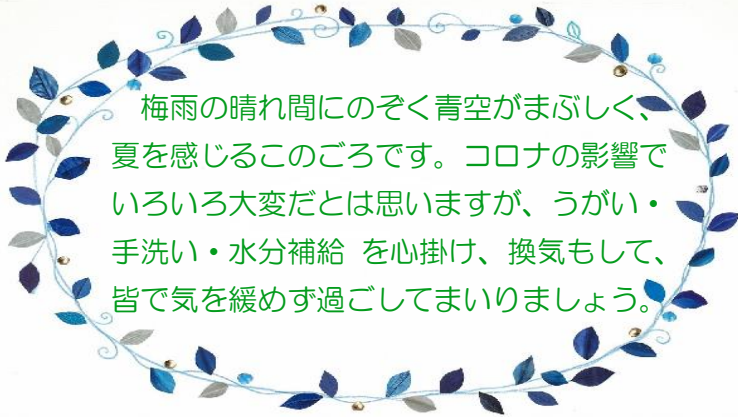 梅雨の晴れ間にのぞく青空がまぶしく、
夏を感じるこのごろです。コロナの影響で
いろいろ大変だとは思いますが、うがい・
手洗い・水分補給 を心掛け、換気もして、
皆で気を緩めず過ごしてまいりましょう。